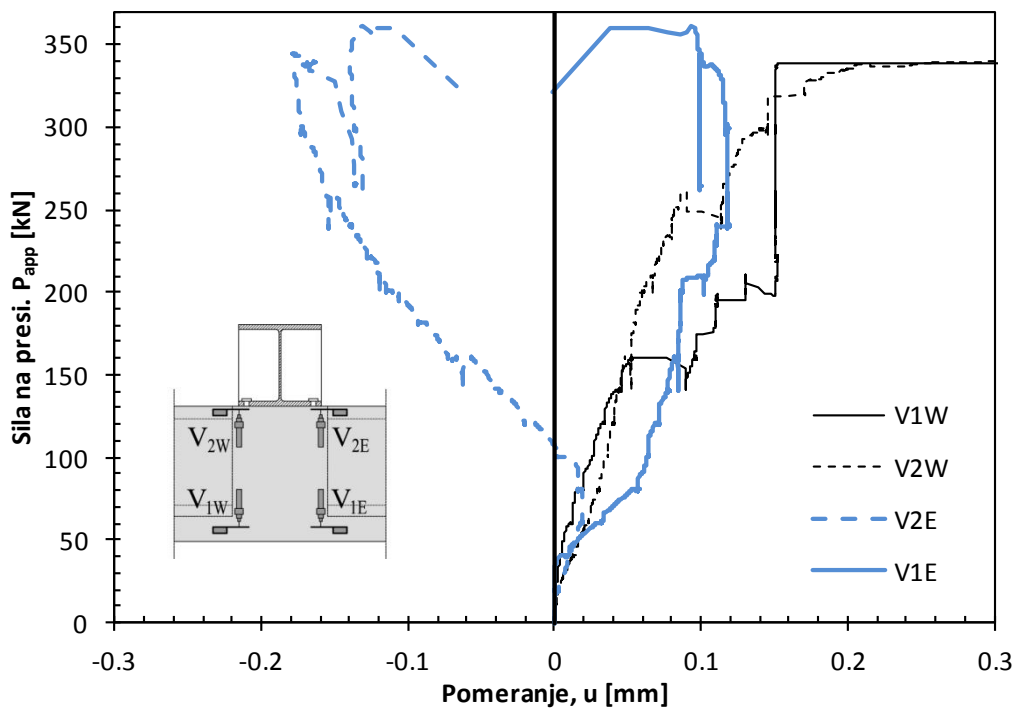 Sila na presi. Papp [kN]
350
300
250
200
150
100
50
0
V2W
V2E
V1W
V1E
V1W
V2W
V2E
V1E
-0.3
-0.2
-0.1
0
0.1
0.2
0.3
Pomeranje, u [mm]